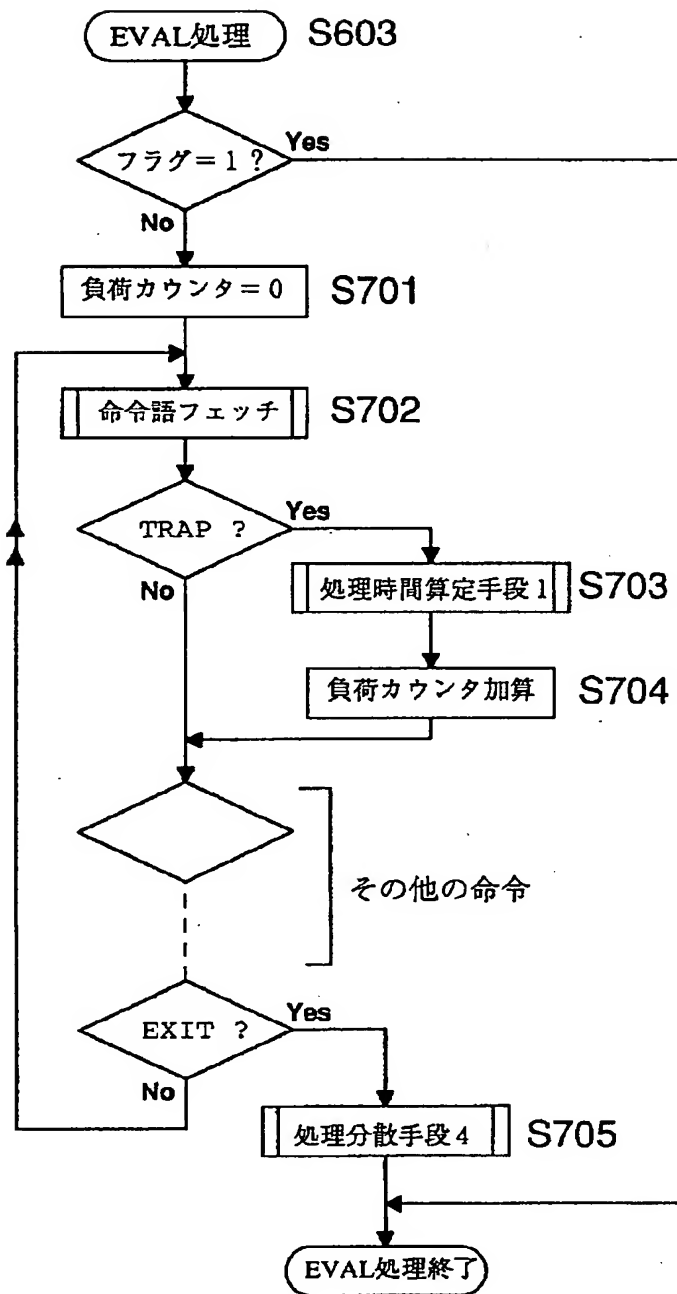 EVAL処理 S603
フラグ=1? Yes
No
負荷カウンタ=0 S701
命令語フェッチ S702
TRAP ? Yes
No
処理時間算定手段1 S703
負荷カウンタ加算 S704
その他の命令
EXIT ? Yes
No
処理分散手段4 S705
EVAL処理終了